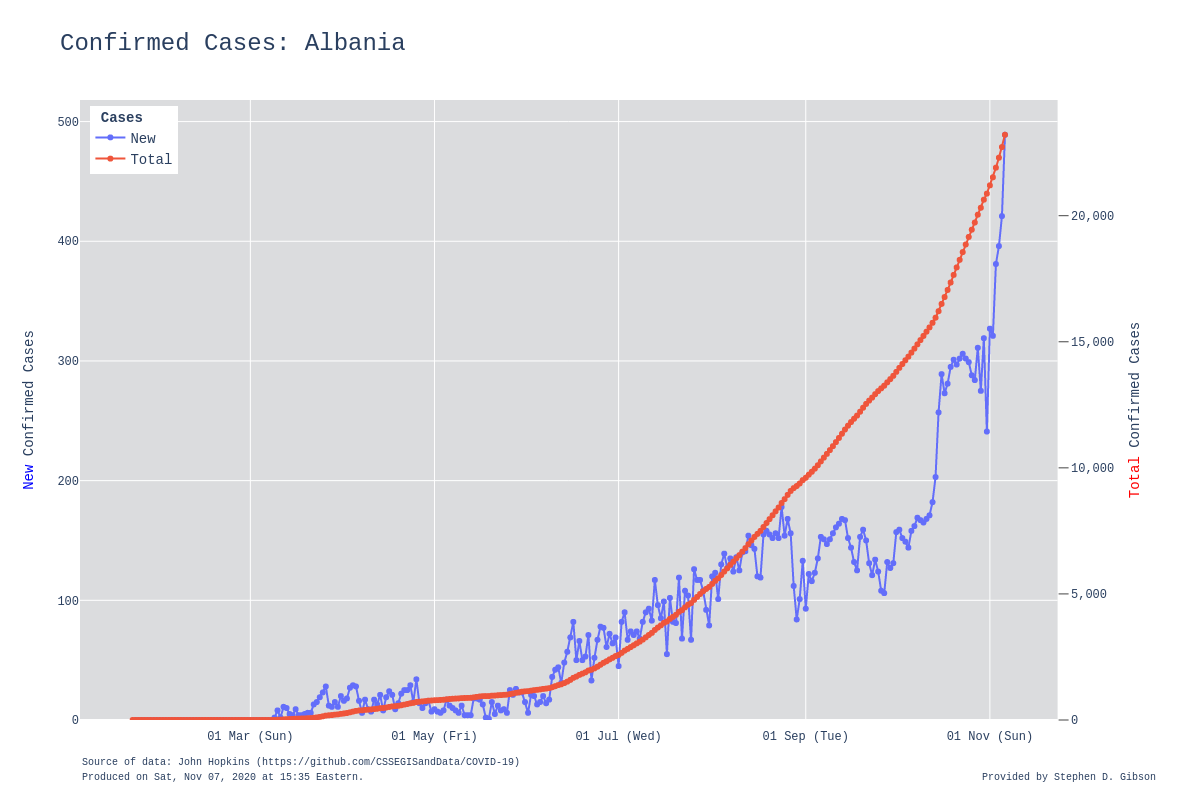 Confirmed Cases: Albania
Cases
New
Total
500
400
300
200
100
0
New Confirmed Cases
20,000
15,000
10,000
5,000
0
Total Confirmed Cases
01 Mar (Sun)
01 May (Fri)
01 Jul (Wed)
01 Sep (Tue)
01 Nov (Sun)
Source of data: John Hopkins (https://github.com/CSSEGISandData/COVID-19)
Produced on Sat, Nov 07, 2020 at 15:35 Eastern.
Provided by Stephen D. Gibson